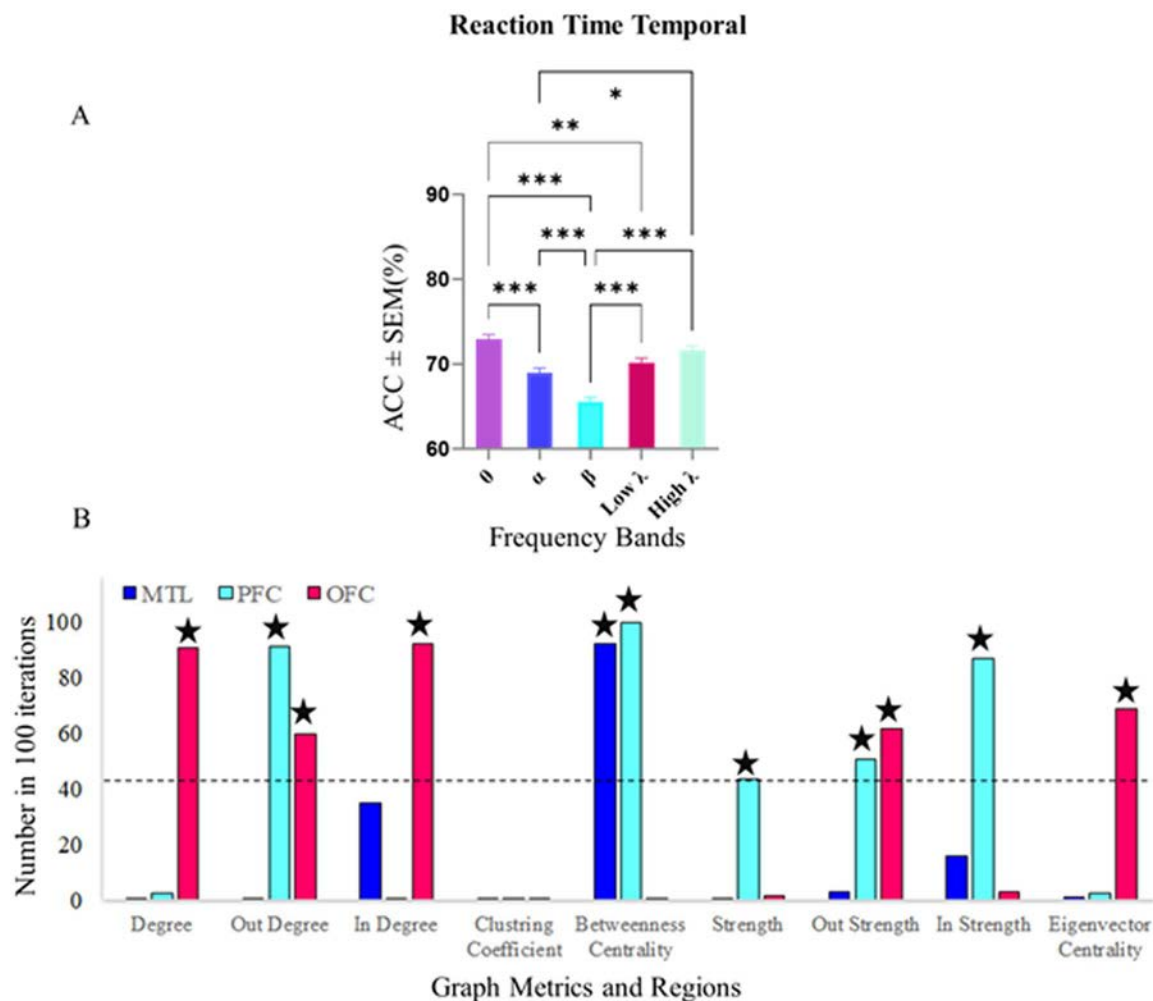 Reaction Time Temporal
A
*
**
***
*** ***
*** ***
90
80
70
60
ACC ± SEM(%)
θ α β Low λ High λ
Frequency Bands
B
MTL PFC OFC
100
80
60
40
20
0
Number in 100 iterations
Degree Out Degree In Degree Clustring Coefficient Betweenness Centrality Strength Out Strength In Strength Eigenvector Centrality
Graph Metrics and Regions